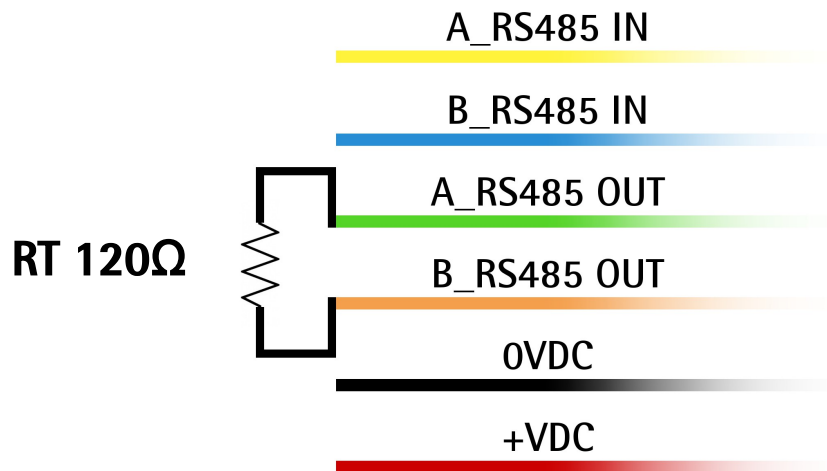 A_RS485 IN
B_RS485 IN
A_RS485 OUT
RT 120Ω
B_RS485 OUT
0VDC
+VDC